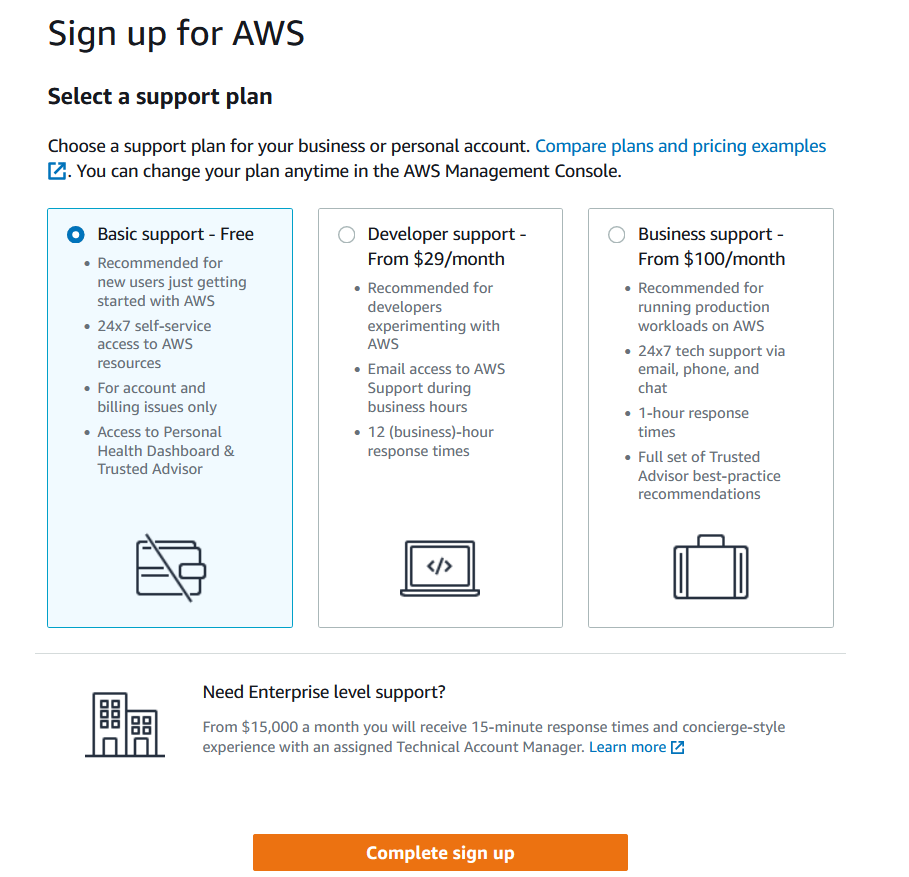 Sign up for AWS
Select a support plan
Choose a support plan for your business or personal account. Compare plans and pricing examples
. You can change your plan anytime in the AWS Management Console.
Basic support - Free
• Recommended for
new users just getting
started with AWS
• 24x7 self-service
access to AWS
resources
• For account and
billing issues only
• Access to Personal
Health Dashboard &
Trusted Advisor
Developer support -
From $29/month
• Recommended for
developers
experimenting with
AWS
• Email access to AWS
Support during
business hours
• 12 (business)-hour
response times
</>
Business support -
From $100/month
• Recommended for
running production
workloads on AWS
• 24x7 tech support via
email, phone, and
chat
• 1-hour response
times
• Full set of Trusted
Advisor best-practice
recommendations
Need Enterprise level support?
From $15,000 a month you will receive 15-minute response times and concierge-style
experience with an assigned Technical Account Manager. Learn more
Complete sign up